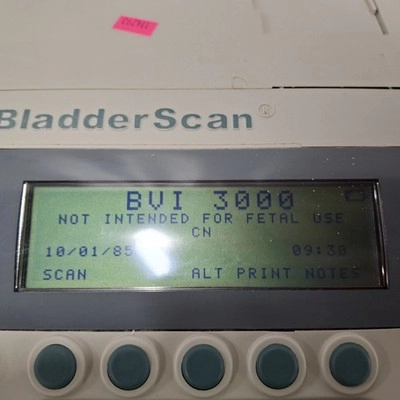 BladderScan®
BVI 3000
NOT INTENDED FOR FETAL USE
CN
10/01/85 09:30
SCAN ALT PRINT NOTES